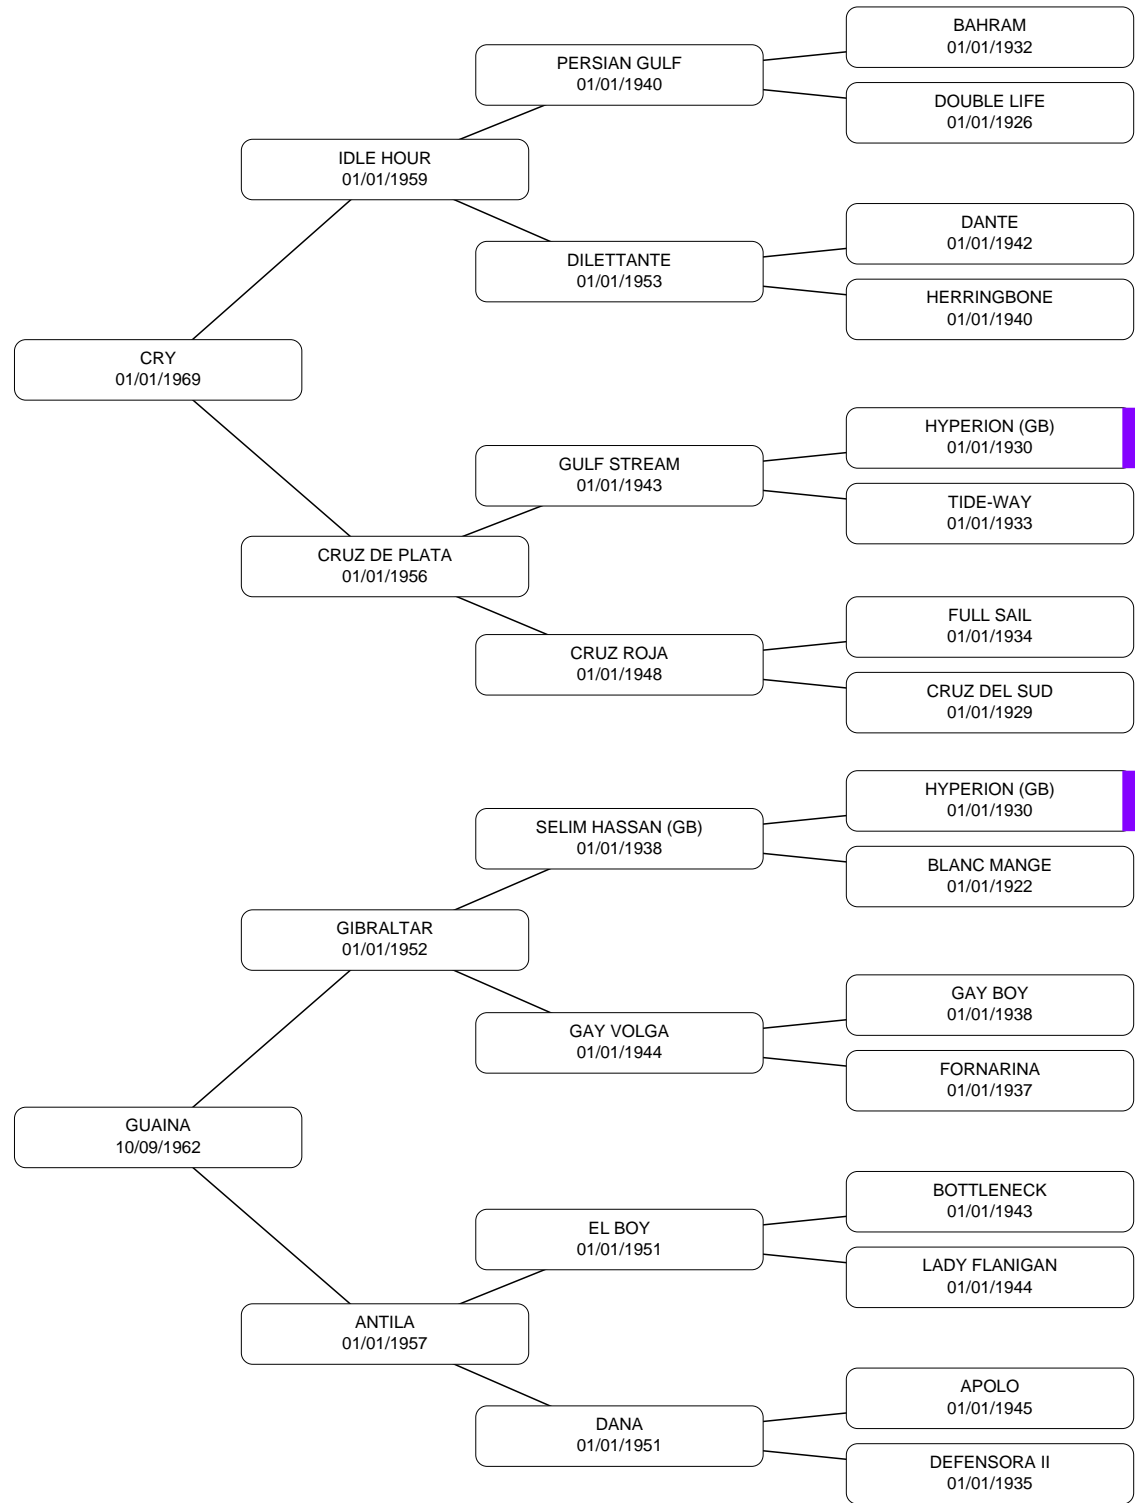 BAHRAM
01/01/1932
PERSIAN GULF
01/01/1940
DOUBLE LIFE
01/01/1926
IDLE HOUR
01/01/1959
DANTE
01/01/1942
DILETTANTE
01/01/1953
HERRINGBONE
01/01/1940
CRY
01/01/1969
HYPERION (GB)
01/01/1930
GULF STREAM
01/01/1943
TIDE-WAY
01/01/1933
CRUZ DE PLATA
01/01/1956
FULL SAIL
01/01/1934
CRUZ ROJA
01/01/1948
CRUZ DEL SUD
01/01/1929
HYPERION (GB)
01/01/1930
SELIM HASSAN (GB)
01/01/1938
BLANC MANGE
01/01/1922
GIBRALTAR
01/01/1952
GAY BOY
01/01/1938
GAY VOLGA
01/01/1944
FORNARINA
01/01/1937
GUAINA
10/09/1962
BOTTLENECK
01/01/1943
EL BOY
01/01/1951
LADY FLANIGAN
01/01/1944
ANTILA
01/01/1957
APOLO
01/01/1945
DANA
01/01/1951
DEFENSORA II
01/01/1935